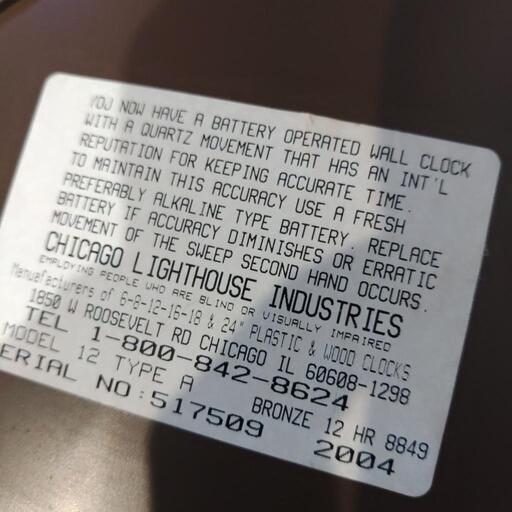 YOU NOW HAVE A BATTERY OPERATED WALL CLOCK
WITH A QUARTZ MOVEMENT THAT HAS AN INT'L
REPUTATION FOR KEEPING ACCURATE TIME.
TO MAINTAIN THIS ACCURACY USE A FRESH
PREFERABLY ALKALINE TYPE BATTERY. REPLACE
BATTERY IF ACCURACY DIMINISHES OR ERRATIC
MOVEMENT OF THE SWEEP SECOND HAND OCCURS.
CHICAGO LIGHTHOUSE INDUSTRIES
EMPLOYING PEOPLE WHO ARE BLIND OR VISUALLY IMPAIRED
Manufacturers of 6-8-12-16-18 & 24" PLASTIC & WOOD CLOCKS
1850 W ROOSEVELT RD CHICAGO IL 60608-1298
TEL 1-800-842-8624
MODEL 12 TYPE A BRONZE 12 HR 8849
ERIAL NO:517509 2004